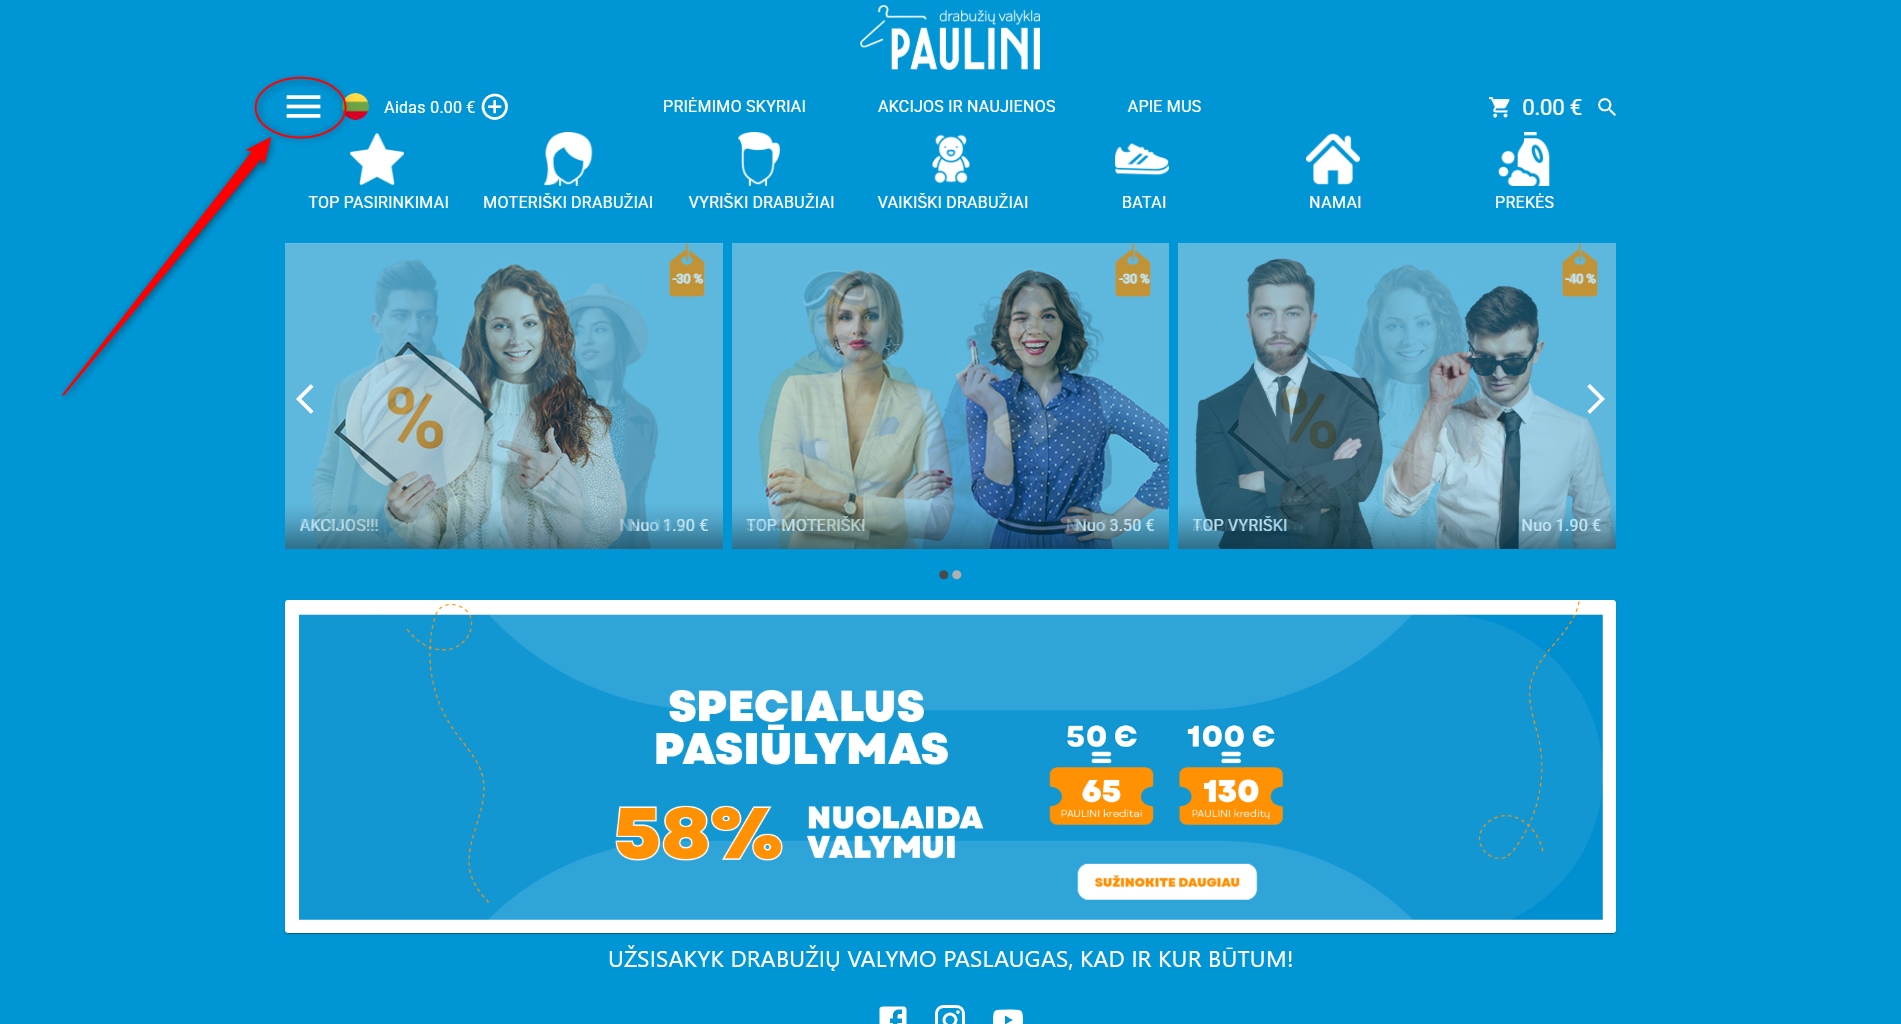 drabužių valykla
PAULINI
Aidas 0.00 €
PRIĖMIMO SKYRIAI
AKCIJOS IR NAUJIENOS
APIE MUS
0.00 €
TOP PASIRINKIMAI
MOTERIŠKI DRABUŽIAI
VYRIŠKI DRABUŽIAI
VAIKIŠKI DRABUŽIAI
BATAI
NAMAI
PREKĖS
-30 %
-30 %
-40 %
%
%
AKCIJOS!!!
Nuo 1.90 €
TOP MOTERIŠKI
Nuo 3.50 €
TOP VYRIŠKI
Nuo 1.90 €
SPECIALUS
PASIŪLYMAS
58%
NUOLAIDA
VALYMUI
50 €
=
65
PAULINI kreditai
100 €
=
130
PAULINI kreditų
SUŽINOKITE DAUGIAU
UŽSISAKYK DRABUŽIŲ VALYMO PASLAUGAS, KAD IR KUR BŪTUM!